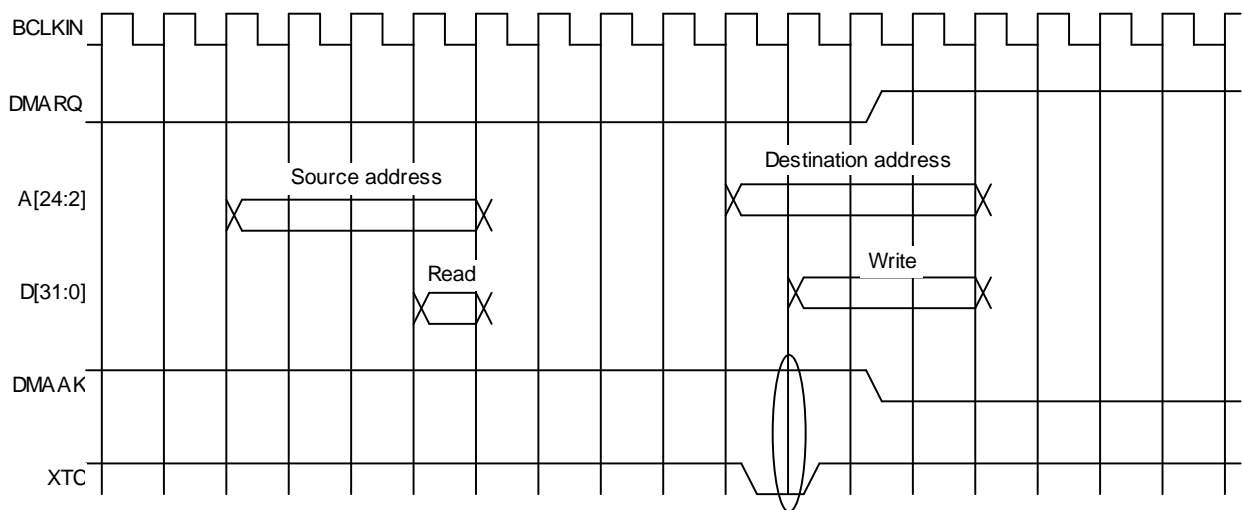 BCLKIN
DMARQ
Destination address
Source address
A[24:2]
Write
Read
D[31:0]
DMAAK
XTC